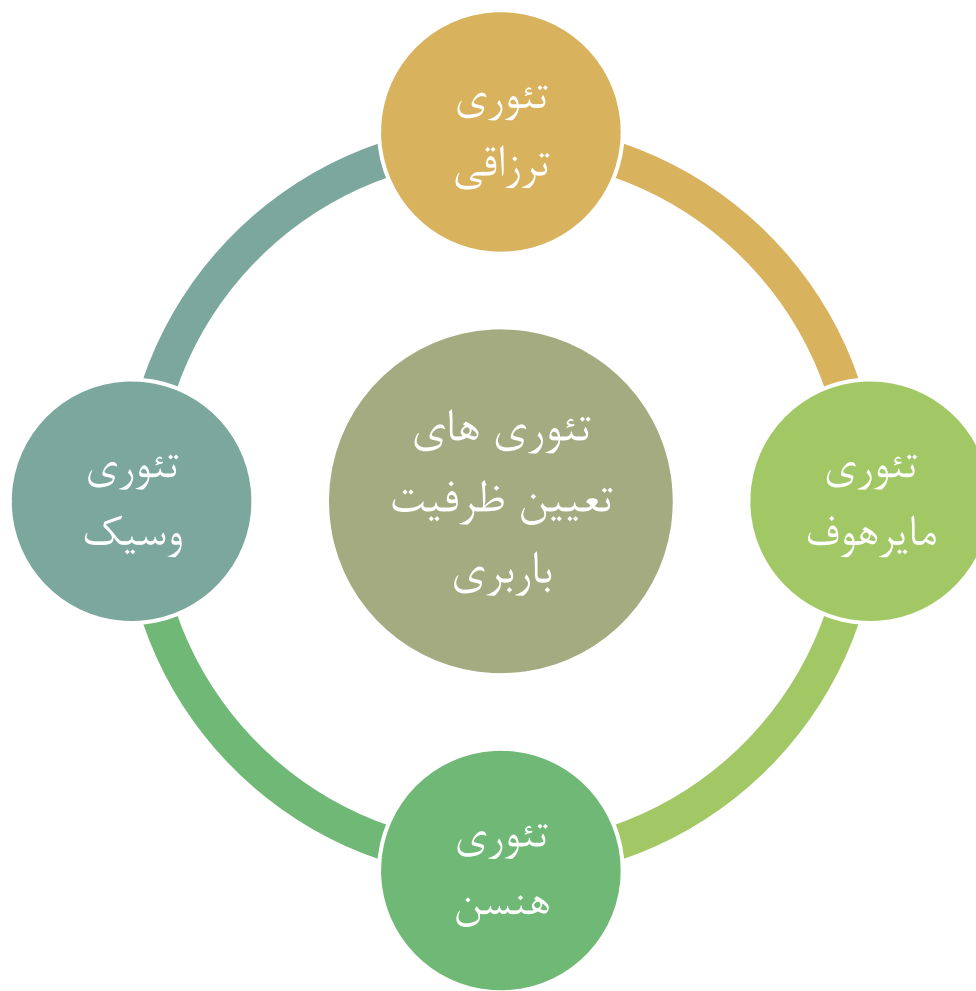 تئوری
ترزاقی
تئوری
مایرهوف
تئوری
هنسن
تئوری
وسیک
تئوری های
تعیین ظرفیت
باربری